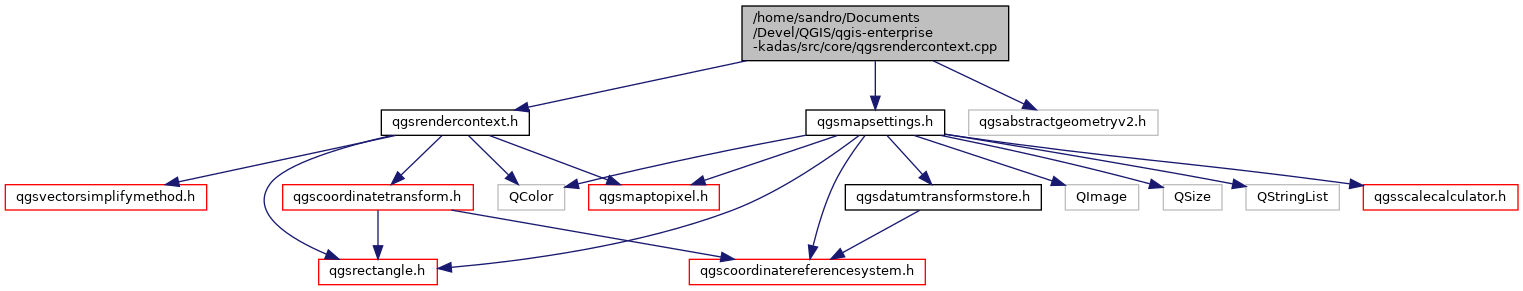 /home/sandro/Documents
/Devel/QGIS/qgis-enterprise
-kadas/src/core/qgsrendercontext.cpp
qgsrendercontext.h
qgsmapsettings.h
qgsabstractgeometryv2.h
qgsvectorsimplifymethod.h
qgscoordinatetransform.h
QColor
qgsmaptopixel.h
qgsdatumtransformstore.h
QImage
QSize
QStringList
qgsscalecalculator.h
qgsrectangle.h
qgscoordinatereferencesystem.h